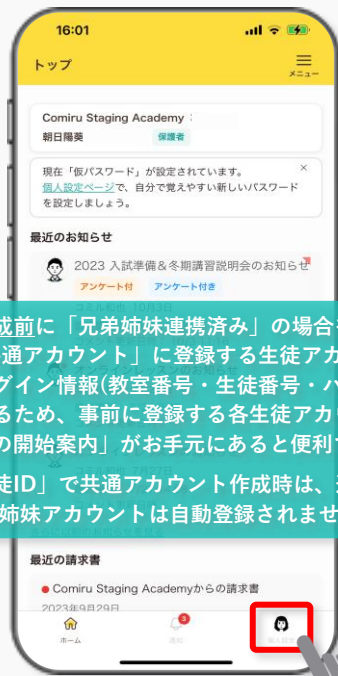 16:01
トップ
メニュー
Comiru Staging Academy :
朝日陽葵
保護者
現在「仮パスワード」が設定されています。
×
個人設定ページで、自分で覚えやすい新しいパスワード
を設定しましょう。
最近のお知らせ
2023 入試準備＆冬期講習説明会のお知らせ
アンケート付
アンケート付き
成前に「兄弟姉妹連携済み」の場合
通アカウント」に登録する生徒アカ
グイン情報(教室番号・生徒番号・パ
るため、事前に登録する各生徒アカ
の開始案内」がお手元にあると便利
徒ID」で共通アカウント作成時は、
姉妹アカウントは自動登録されませ
最近の請求書
Comiru Staging Academyからの請求書
2023年9月29日
3
ホーム